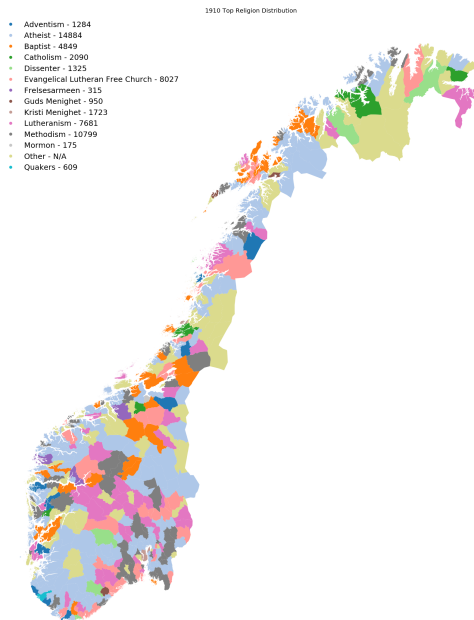 1910 Top Religion Distribution
Adventism - 1284
Atheist - 14884
Baptist - 4849
Catholism - 2090
Dissenter - 1325
Evangelical Lutheran Free Church - 8027
Frelsesarmeen - 315
Guds Menighet - 950
Kristi Menighet - 1723
Lutheranism - 7681
Methodism - 10799
Mormon - 175
Other - N/A
Quakers - 609